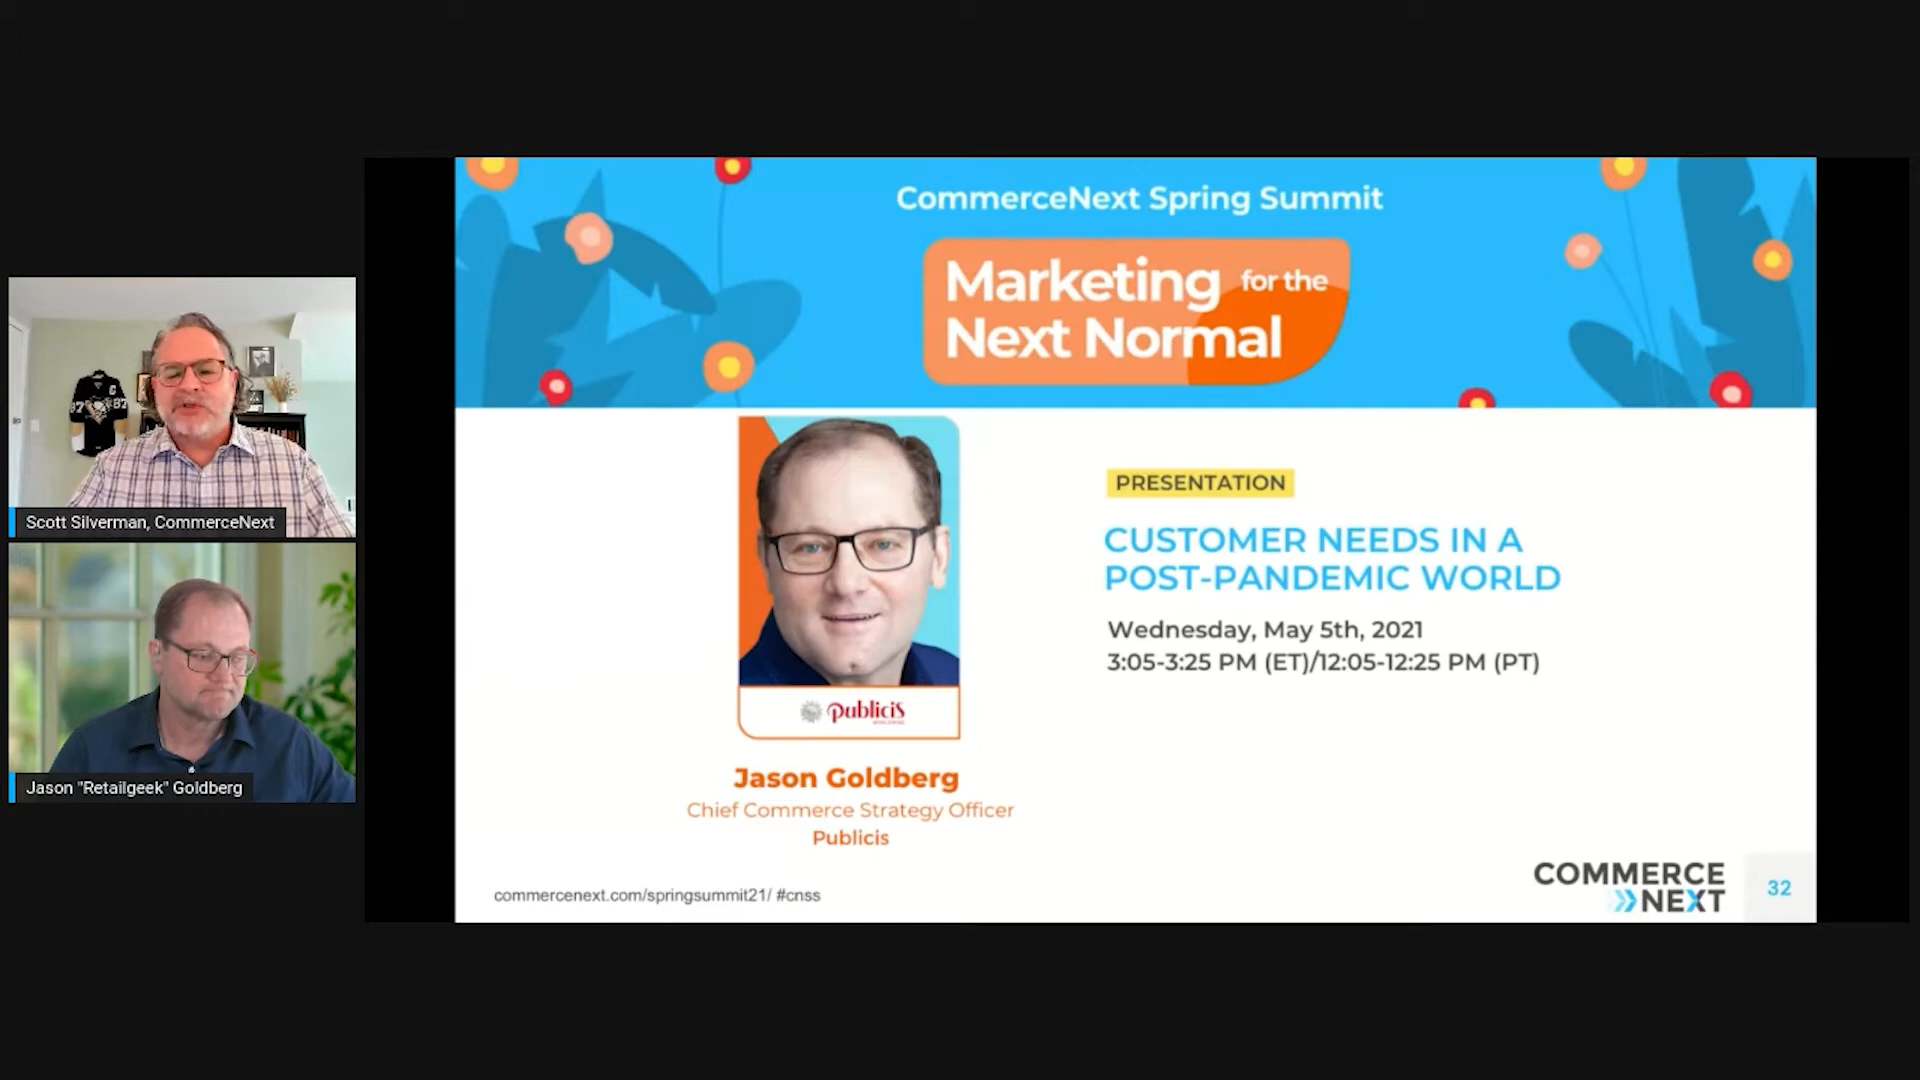 CommerceNext Spring Summit
Marketing for the
Next Normal
Scott Silverman, CommerceNext
Jason "Retailgeek" Goldberg
publicis
Jason Goldberg
Chief Commerce Strategy Officer
Publicis
PRESENTATION
CUSTOMER NEEDS IN A
POST-PANDEMIC WORLD
Wednesday, May 5th, 2021
3:05-3:25 PM (ET)/12:05-12:25 PM (PT)
commercenext.com/springsummit21/ #cnss
COMMERCE
NEXT
32
87 87
C